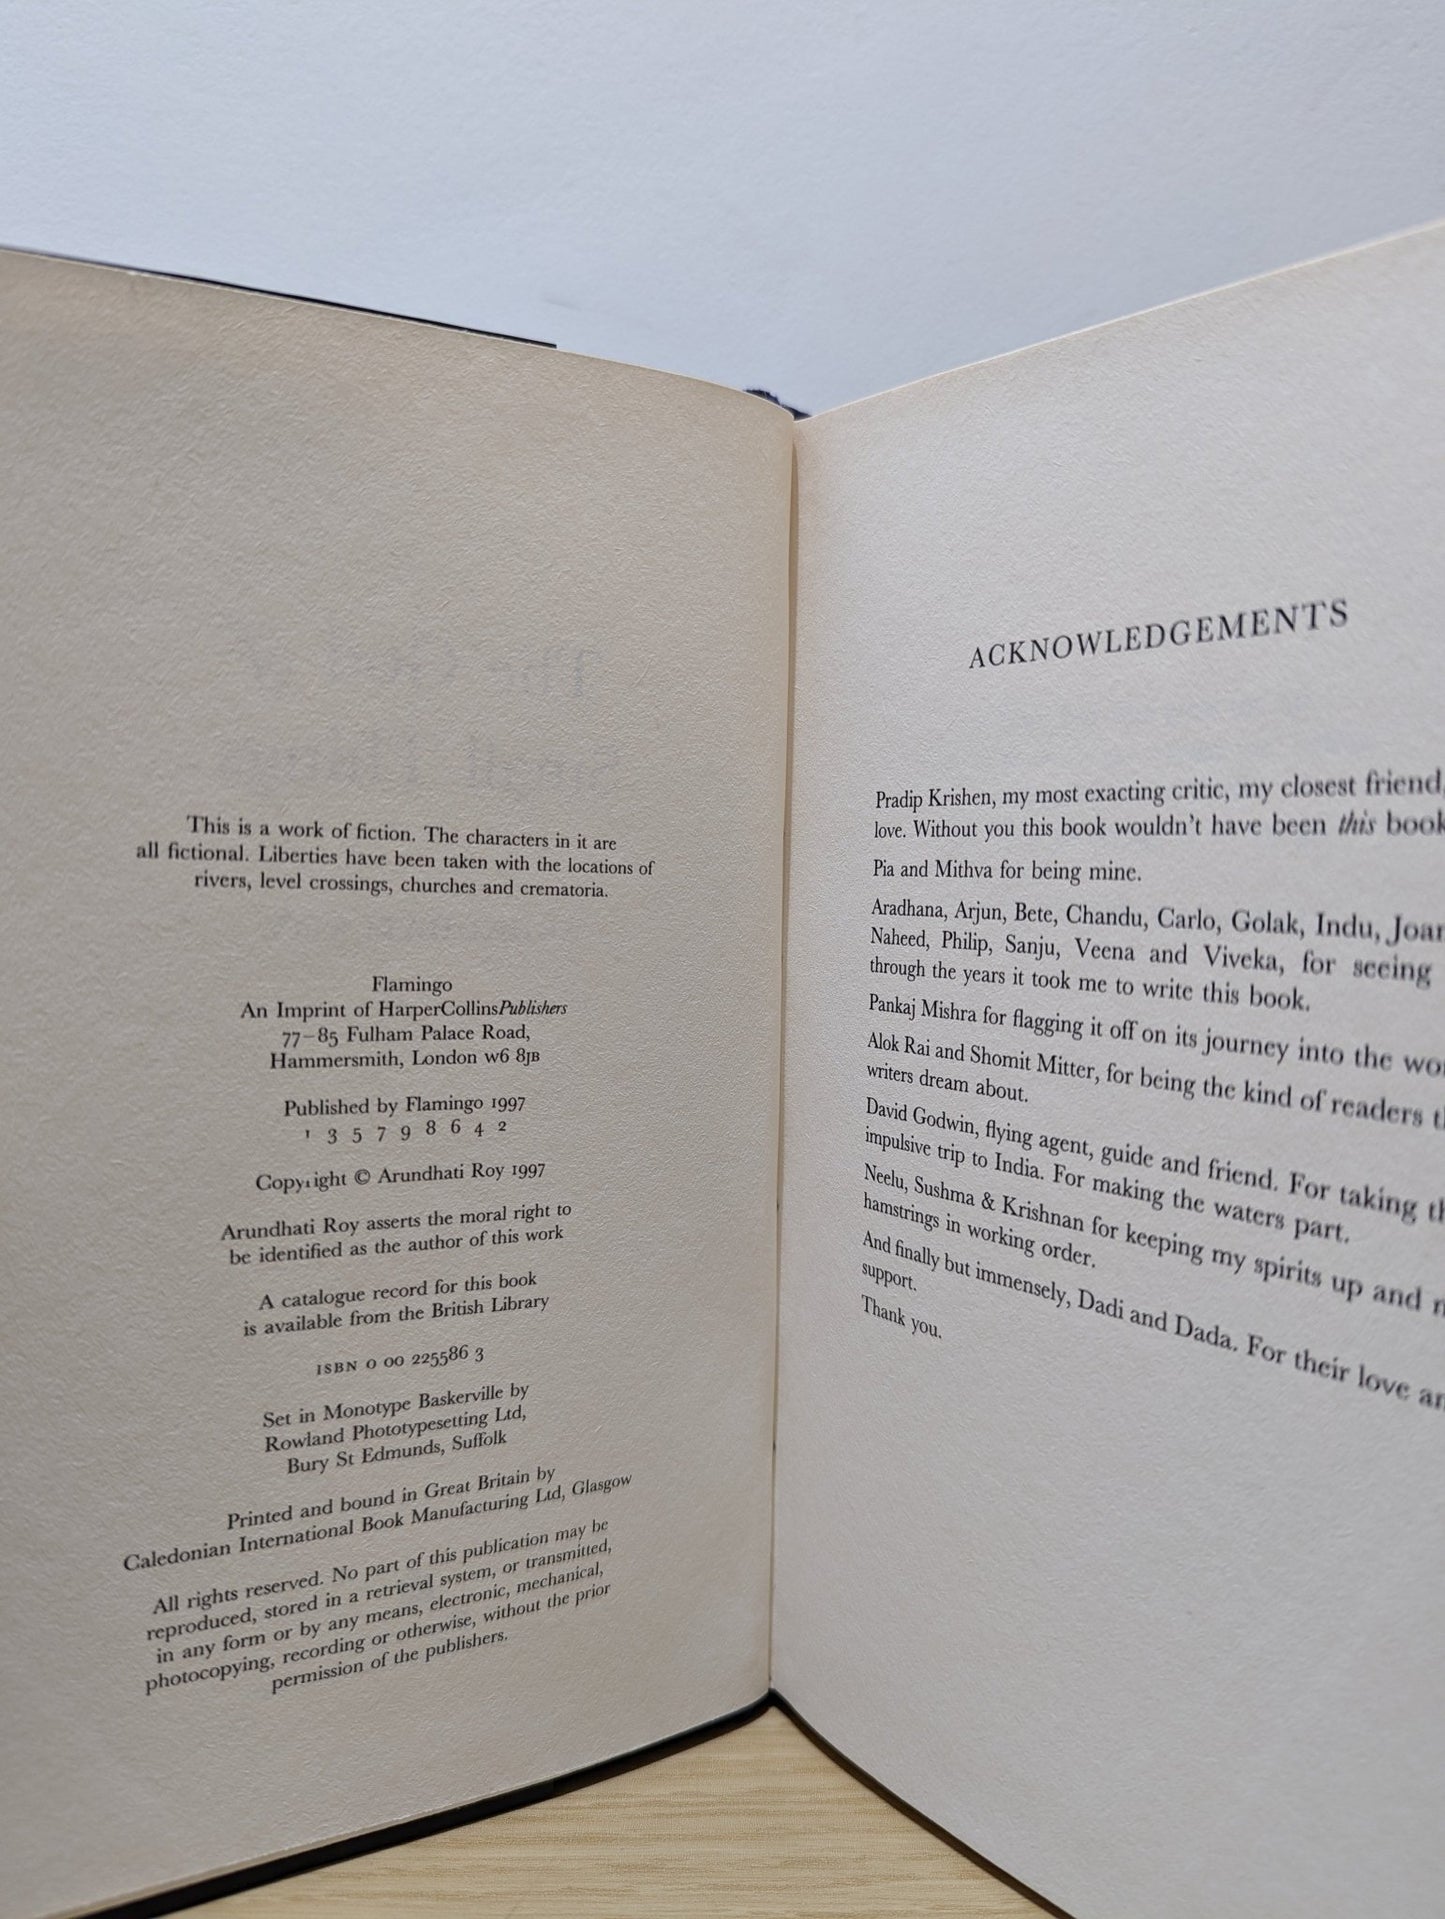 This is a work of fiction. The characters in it are
all fictional. Liberties have been taken with the locations of
rivers, level crossings, churches and crematoria.
Flamingo
An Imprint of HarperCollinsPublishers
77–85 Fulham Palace Road,
Hammersmith, London W6 8JB
Published by Flamingo 1997
1 3 5 7 9 8 6 4 2
Copyright © Arundhati Roy 1997
Arundhati Roy asserts the moral right to
be identified as the author of this work
A catalogue record for this book
is available from the British Library
ISBN 0 00 225586 3
Set in Monotype Baskerville by
Rowland Phototypesetting Ltd,
Bury St Edmunds, Suffolk
Printed and bound in Great Britain by
Caledonian International Book Manufacturing Ltd, Glasgow
All rights reserved. No part of this publication may be
reproduced, stored in a retrieval system, or transmitted,
in any form or by any means, electronic, mechanical,
photocopying, recording or otherwise, without the prior
permission of the publishers.
ACKNOWLEDGEMENTS
Pradip Krishen, my most exacting critic, my closest friend,
love. Without you this book wouldn't have been this book
Pia and Mithva for being mine.
Aradhana, Arjun, Bete, Chandu, Carlo, Golak, Indu,
Naheed, Philip, Sanju, Veena and Viveka, for seeing
through the years it took me to write this book.
Pankaj Mishra for flagging it off on its journey into the
Alok Rai and Shomit Mitter, for being the kind of readers
writers dream about.
David Godwin, flying agent, guide and friend. For taking
impulsive trip to India. For making the waters part.
Neelu, Sushma & Krishnan for keeping my spirits up and
hamstrings in working order.
And finally but immensely, Dadi and Dada. For their love
support.
Thank you.